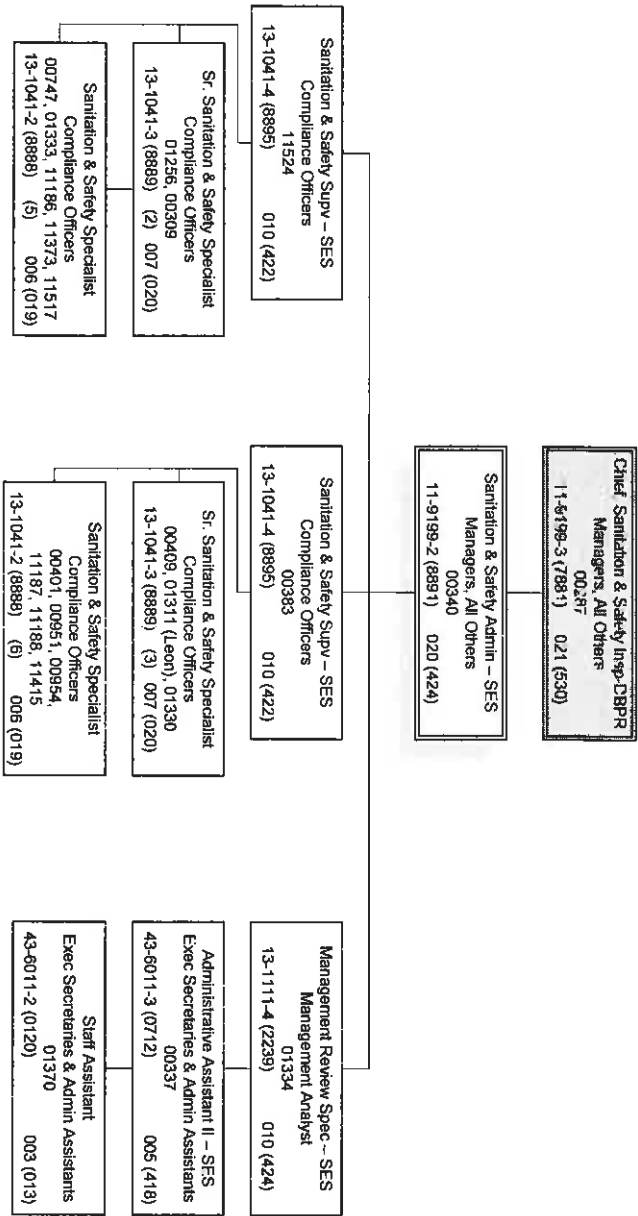 Chief, Sanitation & Safety Insp-DBPR
Managers, All Others
00287
11-9199-3 (7881) 021 (530)
Sanitation & Safety Admin – SES
Managers, All Others
00340
11-9199-2 (8891) 020 (424)
Sanitation & Safety Supv – SES
Compliance Officers
11524
13-1041-4 (8895) 010 (422)
Sr. Sanitation & Safety Specialist
Compliance Officers
01256, 00309
13-1041-3 (8889) (2) 007 (020)
Sanitation & Safety Specialist
Compliance Officers
00747, 01333, 11186, 11373, 11517
13-1041-2 (8888) (5) 006 (019)
Sanitation & Safety Supv – SES
Compliance Officers
00383
13-1041-4 (8895) 010 (422)
Sr. Sanitation & Safety Specialist
Compliance Officers
00409, 01311 (Leon), 01330
13-1041-3 (8889) (3) 007 (020)
Sanitation & Safety Specialist
Compliance Officers
00401, 00951, 00954,
11187, 11188, 11415
13-1041-2 (8888) (6) 006 (019)
Management Review Spec – SES
Management Analyst
01334
13-1111-4 (2239) 010 (424)
Administrative Assistant II – SES
Exec Secretaries & Admin Assistants
00337
43-6011-3 (0712) 005 (418)
Staff Assistant
Exec Secretaries & Admin Assistants
01370
43-6011-2 (0120) 003 (013)